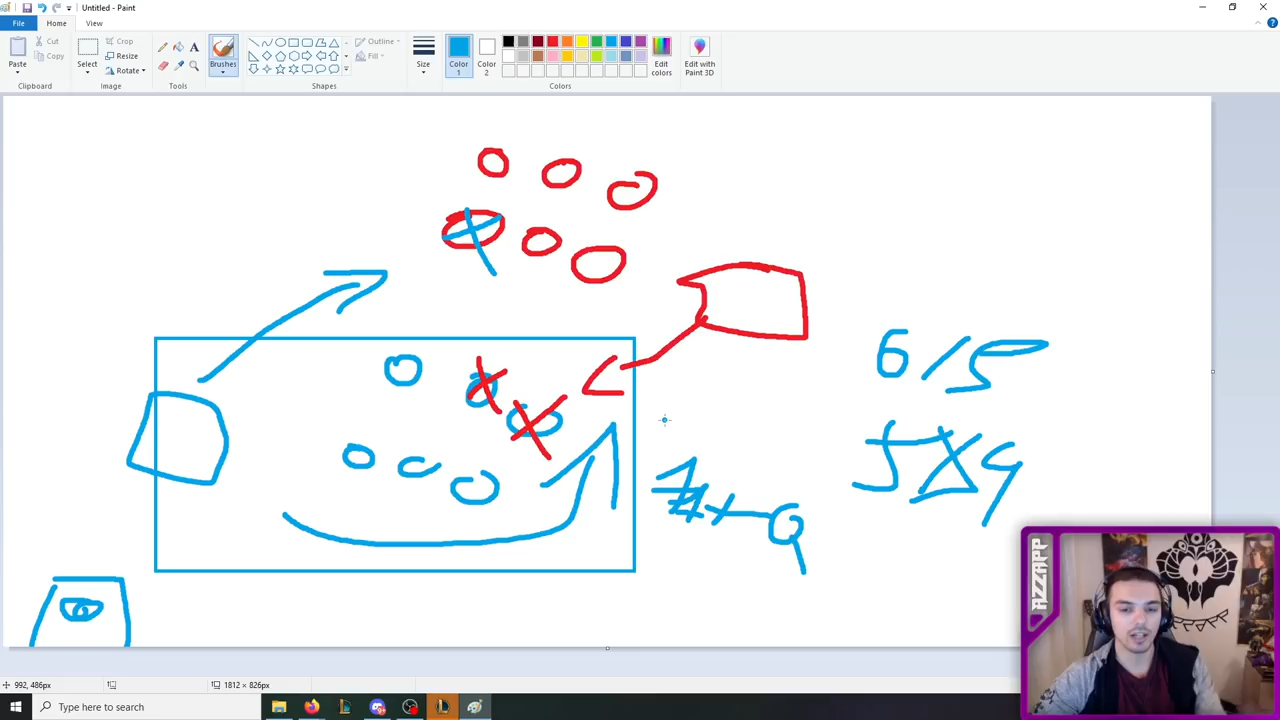 Untitled - Paint
File Home View
Paste Cut Copy Select Crop Resize Rotate Brushes Outline Fill Size Color 1 Color 2 Edit colors Edit with Paint 3D
Clipboard Image Tools Shapes Colors
6/5
Q
AZZAPP
992, 486px 1812 × 826px
Type here to search